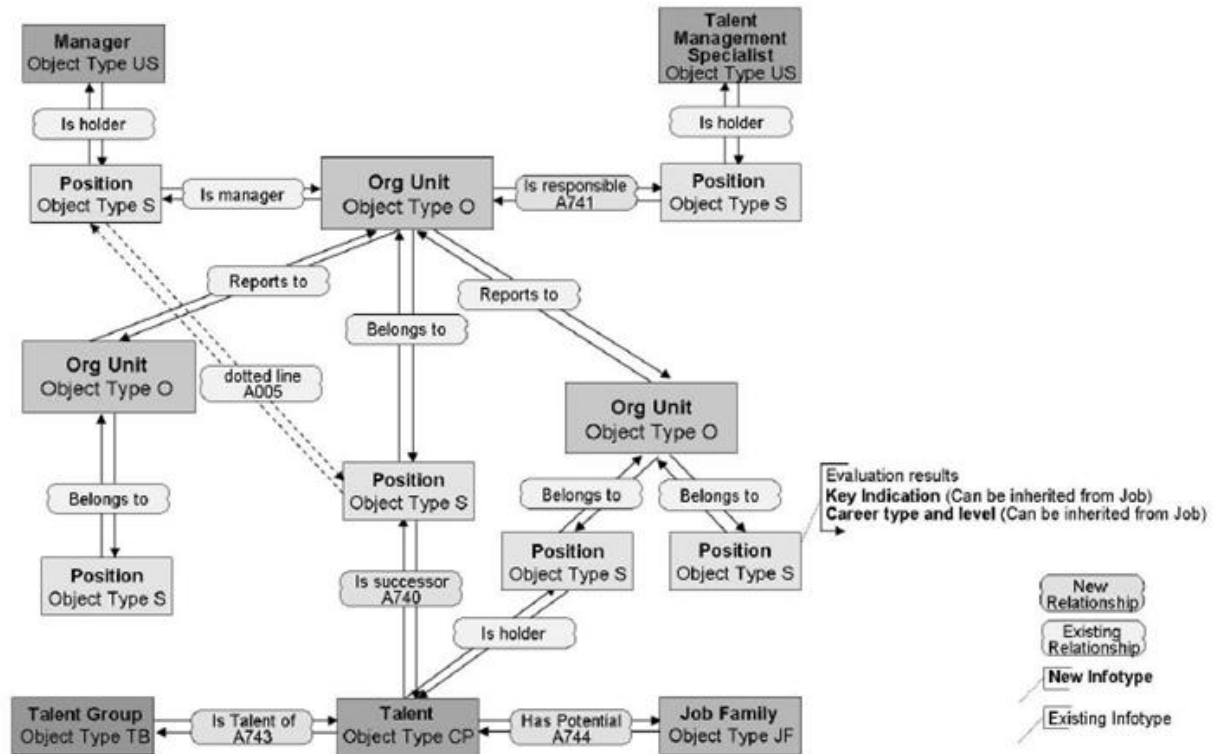 Manager
Object Type US
Talent
Management
Specialist
Object Type US
Is holder
Is holder
Position
Object Type S
Is manager
Org Unit
Object Type O
Is responsible
A741
Position
Object Type S
Reports to
Reports to
Belongs to
Org Unit
Object Type O
dotted line
A005
Org Unit
Object Type O
Position
Object Type S
Belongs to
Belongs to
Belongs to
Evaluation results
Key Indication (Can be inherited from Job)
Career type and level (Can be inherited from Job)
Position
Object Type S
Position
Object Type S
Position
Object Type S
Is successor
A740
Is holder
New
Relationship
Existing
Relationship
New Infotype
Existing Infotype
Talent Group
Object Type TB
Is Talent of
A743
Talent
Object Type CP
Has Potential
A744
Job Family
Object Type JF